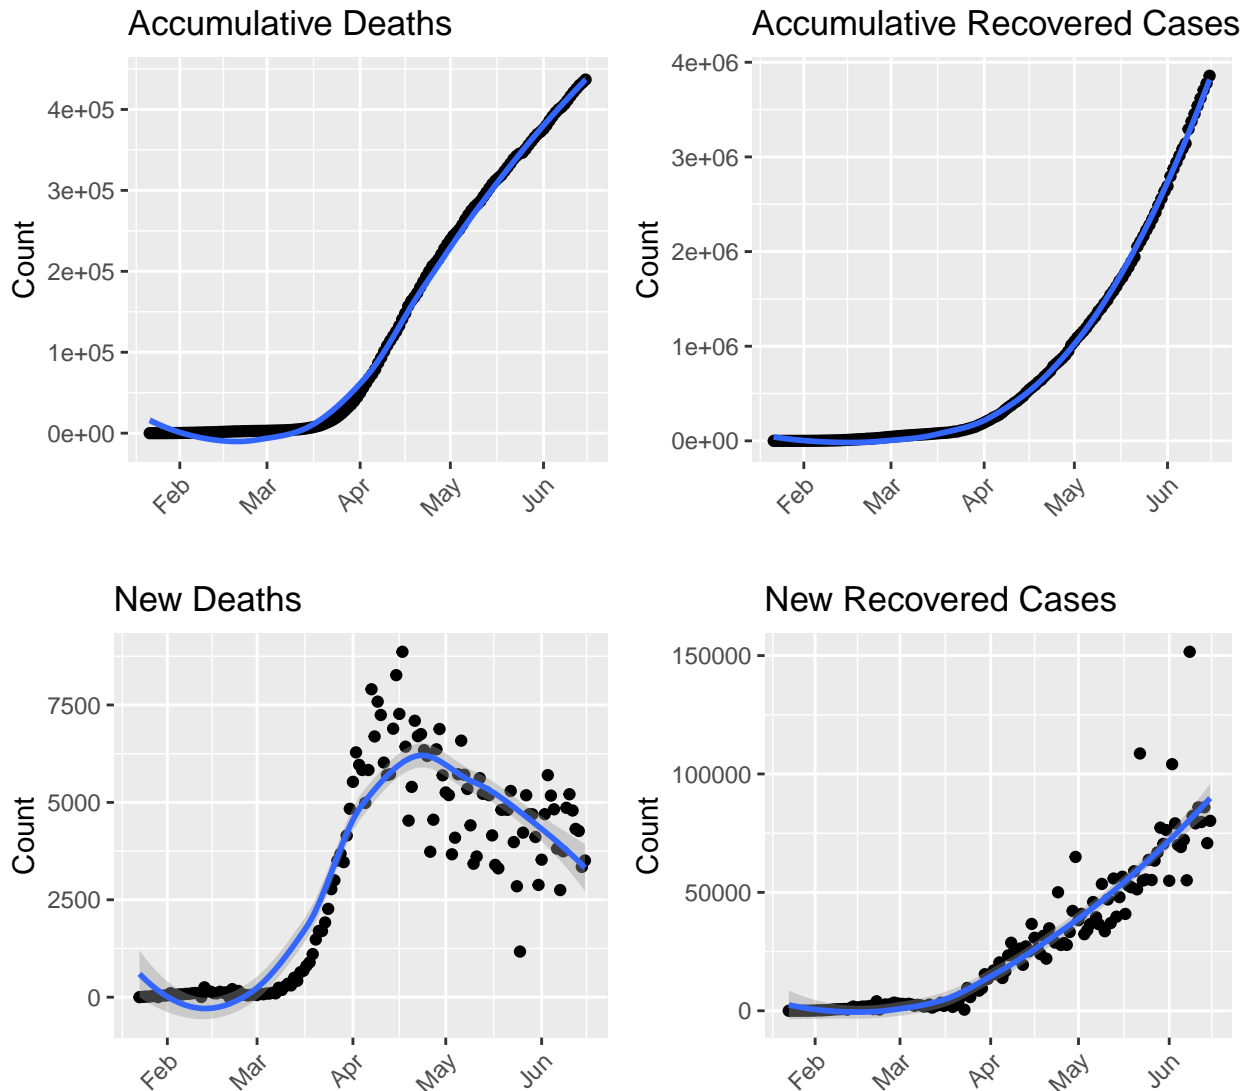 Accumulative Deaths
Count
4e+05
3e+05
2e+05
1e+05
0e+00
Feb
Mar
Apr
May
Jun
Accumulative Recovered Cases
Count
4e+06
3e+06
2e+06
1e+06
0e+00
Feb
Mar
Apr
May
Jun
New Deaths
Count
7500
5000
2500
0
Feb
Mar
Apr
May
Jun
New Recovered Cases
Count
150000
100000
50000
0
Feb
Mar
Apr
May
Jun